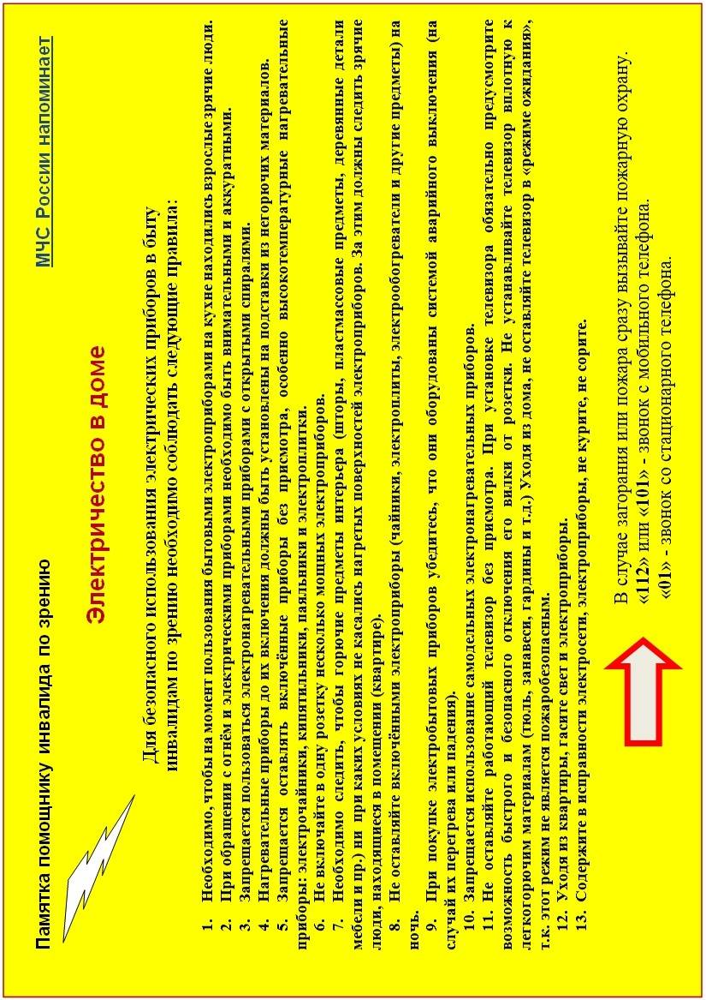 Памятка помощнику инвалида по зрению
МЧС России напоминает
Электричество в доме
Для безопасного использования электрических приборов в быту
инвалидам по зрению необходимо соблюдать следующие правила:
1. Необходимо, чтобы на момент пользования бытовыми электроприборами на кухне находились взрослые зрячие люди.
2. При обращении с огнём и электрическими приборами необходимо быть внимательными и аккуратными.
3. Запрещается пользоваться электронагревательными приборами с открытыми спиралями.
4. Нагревательные приборы до их включения должны быть установлены на подставки из негорючих материалов.
5. Запрещается оставлять включённые приборы без присмотра, особенно высокотемпературные нагревательные
приборы: электрочайники, кипятильники, паяльники и электроплитки.
6. Не включайте в одну розетку несколько мощных электроприборов.
7. Необходимо следить, чтобы горючие предметы интерьера (шторы, пластмассовые предметы, деревянные детали
мебели и пр.) ни при каких условиях не касались нагретых поверхностей электроприборов. За этим должны следить зрячие
люди, находящиеся в помещении (квартире).
8. Не оставляйте включёнными электроприборы (чайники, электроплиты, электрообогреватели и другие предметы) на
ночь.
9. При покупке электробытовых приборов убедитесь, что они оборудованы системой аварийного выключения (на
случай их перегрева или падения).
10. Запрещается использование самодельных электронагревательных приборов.
11. Не оставляйте работающий телевизор без присмотра. При установке телевизора обязательно предусмотрите
возможность быстрого и безопасного отключения его вилки от розетки. Не устанавливайте телевизор вплотную к
легкогорючим материалам (тюль, занавеси, гардины и т.д.) Уходя из дома, не оставляйте телевизор в «режиме ожидания»,
т.к. этот режим не является пожаробезопасным.
12. Уходя из квартиры, гасите свет и электроприборы.
13. Содержите в исправности электросети, электроприборы, не курите, не сорите.
В случае загорания или пожара сразу вызывайте пожарную охрану.
«112» или «101» - звонок с мобильного телефона.
«01» - звонок со стационарного телефона.